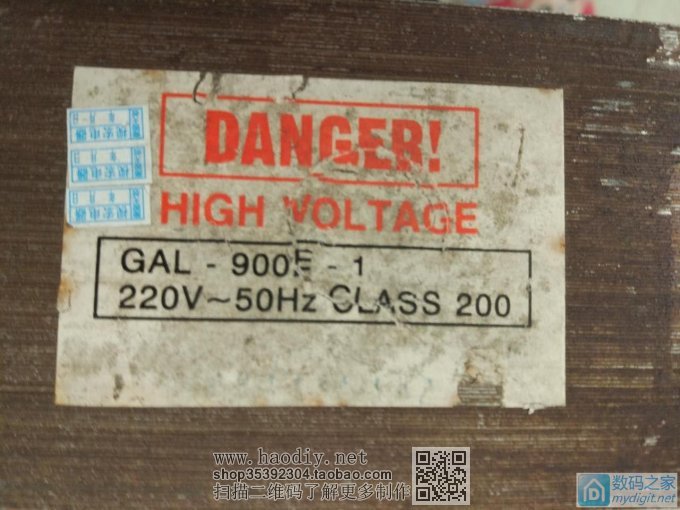 DANGER!
HIGH VOLTAGE
GAL - 900E - 1
220V~50Hz CLASS 200
www.haodiy.net
shop35392304.taobao.com
扫描二维码了解更多制作
数码之家
mydigit.net